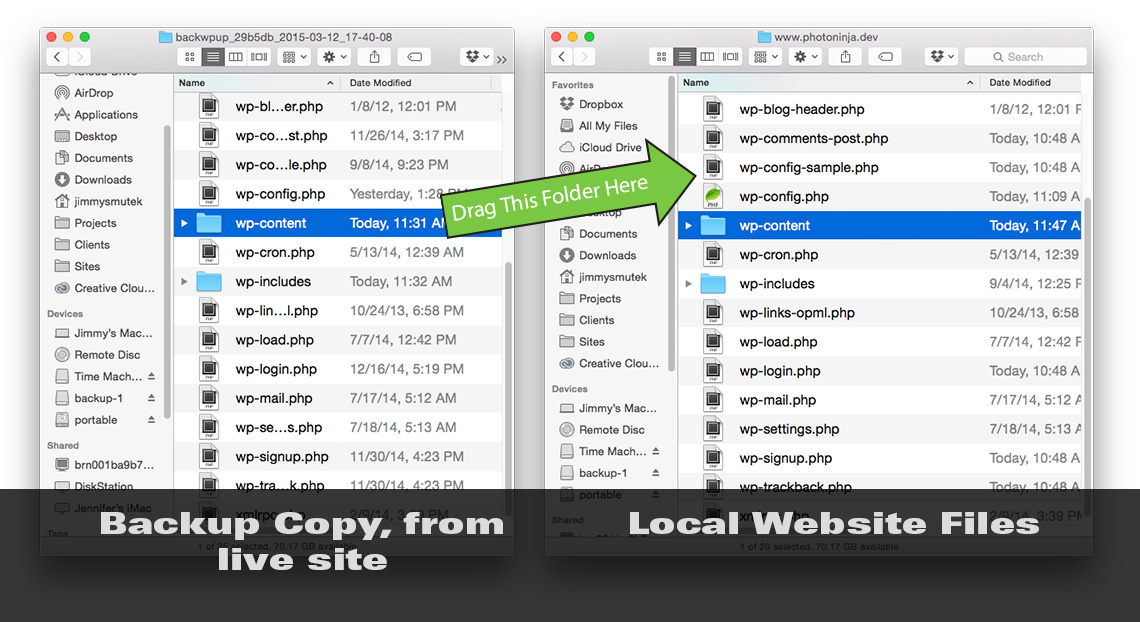 backwpup_29b5db_2015-03-12_17-40-08
iCloud Drive
AirDrop
Applications
Desktop
Documents
Downloads
jimmysmutek
Projects
Clients
Sites
Creative Clou...
Devices
Jimmy's Mac...
Remote Disc
Time Mach...
backup-1
portable
Shared
brn001ba9b7...
DiskStation
Jennifer's iMac
Tags
Name Date Modified
wp-bl...er.php 1/8/12, 12:01 PM
wp-co...st.php 11/26/14, 3:17 PM
wp-co...le.php 9/8/14, 9:23 PM
wp-config.php Yesterday, 1:28 PM
wp-content Today, 11:31 AM
wp-cron.php 5/13/14, 12:39 AM
wp-includes Today, 11:32 AM
wp-lin...l.php 10/24/13, 6:58 PM
wp-load.php 7/7/14, 12:42 PM
wp-login.php 12/16/14, 5:19 PM
wp-mail.php 7/17/14, 5:12 AM
wp-se...s.php 7/18/14, 5:13 AM
wp-signup.php 11/30/14, 4:23 PM
wp-tra...k.php 11/30/14, 4:23 PM
xmlrpc.php 2/9/14, 3:39 PM
1 of 25 selected, 70.17 GB available
Drag This Folder Here
www.photoninja.dev
Search
Favorites
Dropbox
All My Files
iCloud Drive
AirDrop
Desktop
Documents
Downloads
jimmysmutek
Projects
Clients
Sites
Creative Clou...
Devices
Jimmy's Mac...
Remote Disc
Time Mach...
backup-1
portable
Shared
Name Date Modified
wp-blog-header.php 1/8/12, 12:01 P
wp-comments-post.php Today, 10:48 A
wp-config-sample.php Today, 10:48 A
wp-config.php Today, 11:09 A
wp-content Today, 11:47 A
wp-cron.php 5/13/14, 12:39
wp-includes 9/4/14, 12:25 P
wp-links-opml.php 10/24/13, 6:58
wp-load.php 7/7/14, 12:42 P
wp-login.php Today, 10:48 A
wp-mail.php 7/17/14, 5:12 A
wp-settings.php 7/18/14, 5:13 A
wp-signup.php Today, 10:48 A
wp-trackback.php Today, 10:48 A
2/9/14, 3:39 P
1 of 20 selected, 70.17 GB available
Backup Copy, from
live site
Local Website Files